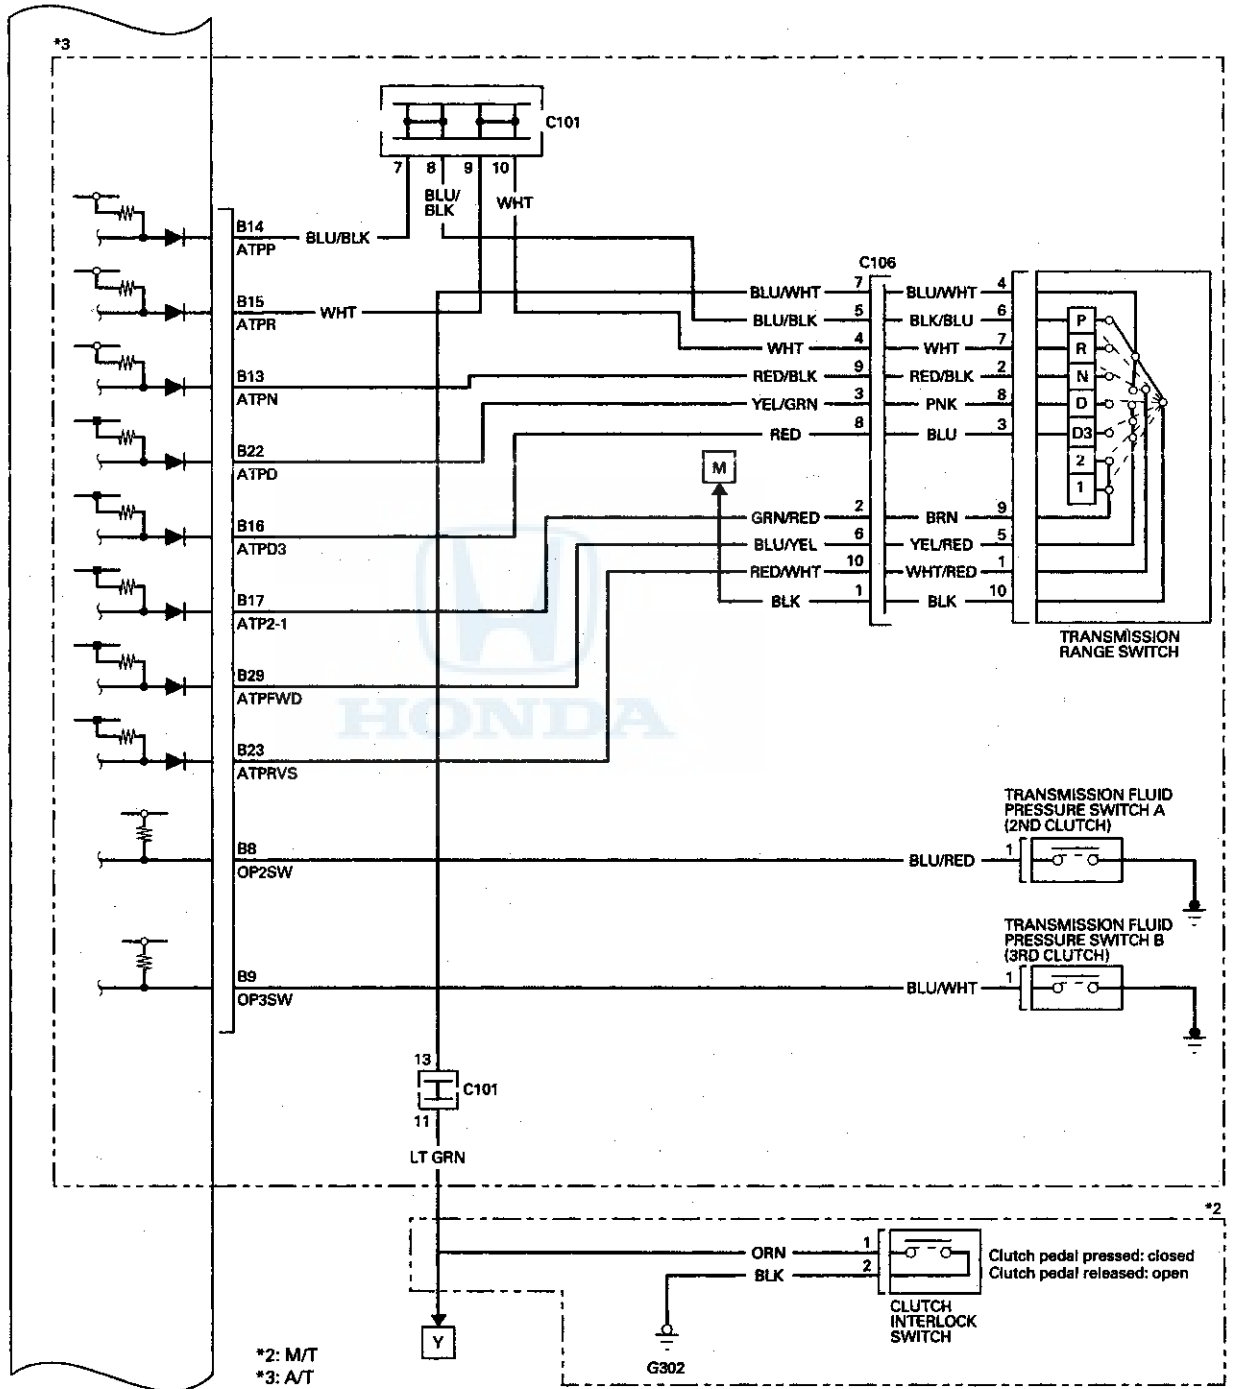 *3
C101
7 8 9 10
BLU/
BLK
WHT
B14
ATPP
BLU/BLK
C106
BLU/WHT 7 BLU/WHT 4
B15
ATPR
WHT
BLU/BLK 5 BLK/BLU 6 P
WHT 4 WHT 7 R
B13
ATPN
RED/BLK 9 RED/BLK 2 N
YEL/GRN 3 PNK 8 D
RED 8 BLU 3 D3
B22
ATPD
2
M
1
B16
ATPD3
GRN/RED 2 BRN 9
BLU/YEL 6 YEL/RED 5
RED/WHT 10 WHT/RED 1
BLK 1 BLK 10
B17
ATP2-1
TRANSMISSION
RANGE SWITCH
B29
ATPFWD
HONDA
B23
ATPRVS
TRANSMISSION FLUID
PRESSURE SWITCH A
(2ND CLUTCH)
B8
OP2SW
BLU/RED 1
TRANSMISSION FLUID
PRESSURE SWITCH B
(3RD CLUTCH)
B9
OP3SW
BLU/WHT 1
13
C101
11
LT GRN
*2
ORN 1
BLK 2
Clutch pedal pressed: closed
Clutch pedal released: open
CLUTCH
INTERLOCK
SWITCH
Y
G302
*2: M/T
*3: A/T